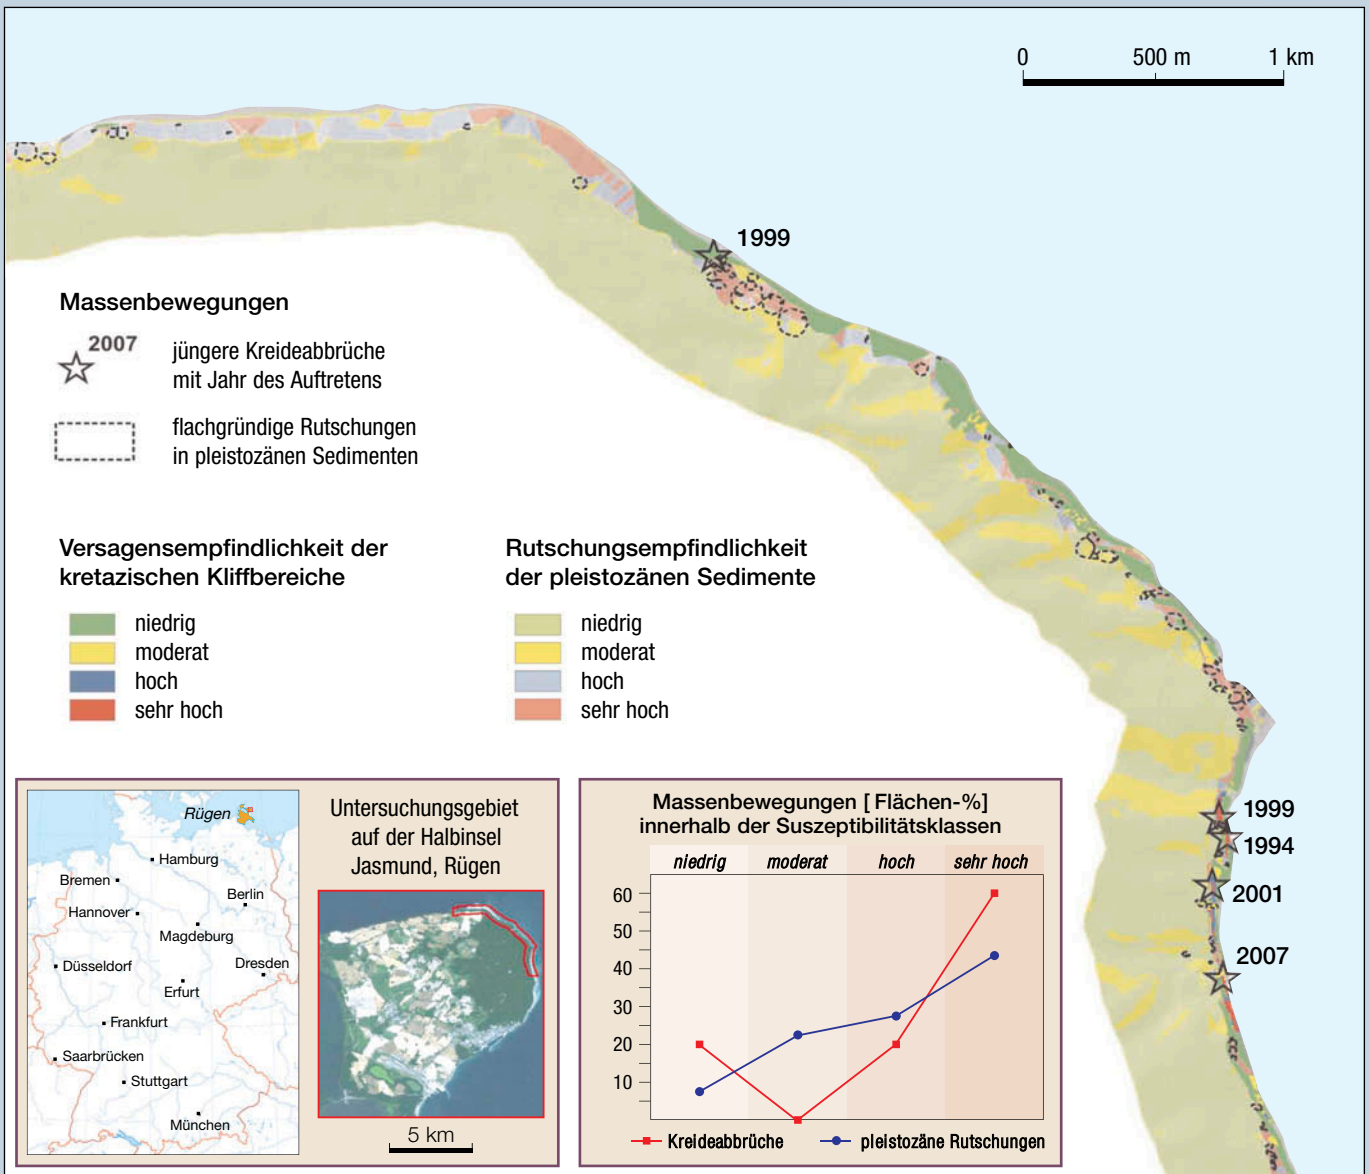 0 500 m 1 km
1999
Massenbewegungen
2007
jüngere Kreideabbrüche
mit Jahr des Auftretens
flachgründige Rutschungen
in pleistozänen Sedimenten
Versagensempfindlichkeit der
kretazischen Kliffbereiche
niedrig
moderat
hoch
sehr hoch
Rutschungsempfindlichkeit
der pleistozänen Sedimente
niedrig
moderat
hoch
sehr hoch
1999
1994
2001
2007
Rügen
Hamburg
Bremen
Berlin
Hannover
Magdeburg
Düsseldorf
Dresden
Erfurt
Frankfurt
Saarbrücken
Stuttgart
München
Untersuchungsgebiet
auf der Halbinsel
Jasmund, Rügen
5 km
Massenbewegungen [ Flächen-%]
innerhalb der Suszeptibilitätsklassen
niedrig moderat hoch sehr hoch
60
50
40
30
20
10
Kreideabbrüche pleistozäne Rutschungen